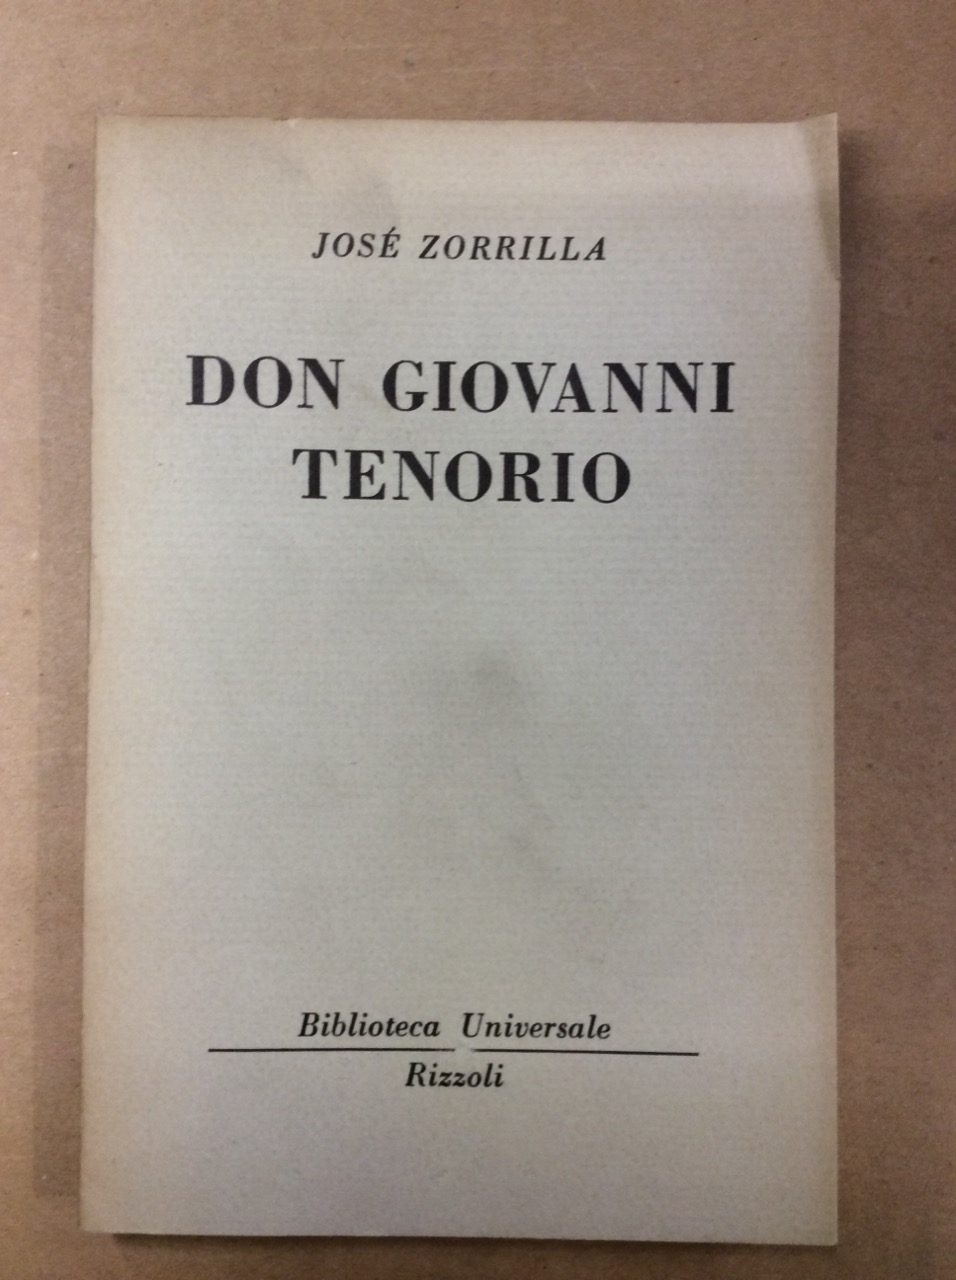 JOSÉ ZORRILLA
DON GIOVANNI
TENORIO
Biblioteca Universale
Rizzoli